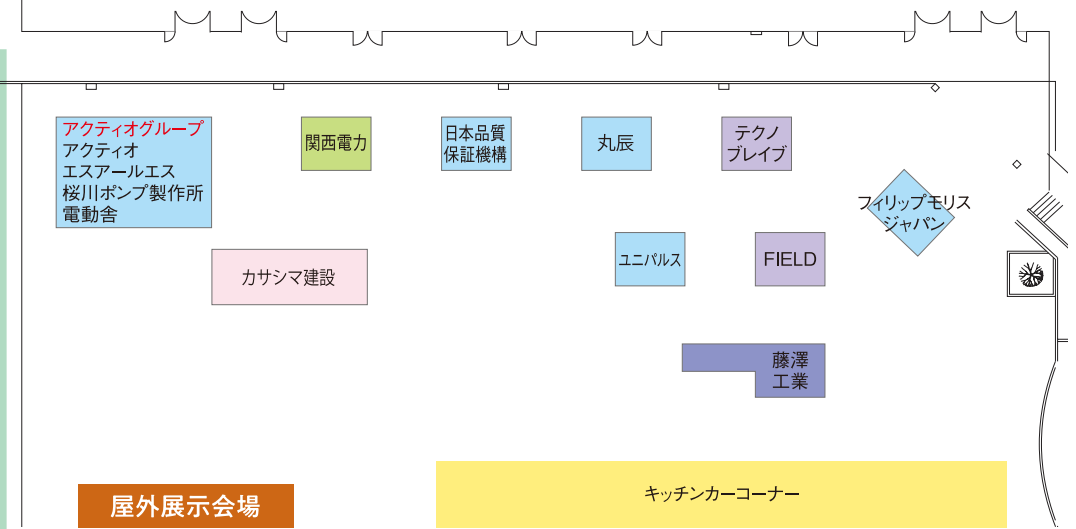 アクティオグループ
アクティオ
エスアールエス
桜川ポンプ製作所
電動舎
関西電力
日本品質
保証機構
丸辰
テクノ
ブレイブ
フィリップモリス
ジャパン
カサシマ建設
ユニパルス
FIELD
藤澤
工業
キッチンカーコーナー
屋外展示会場